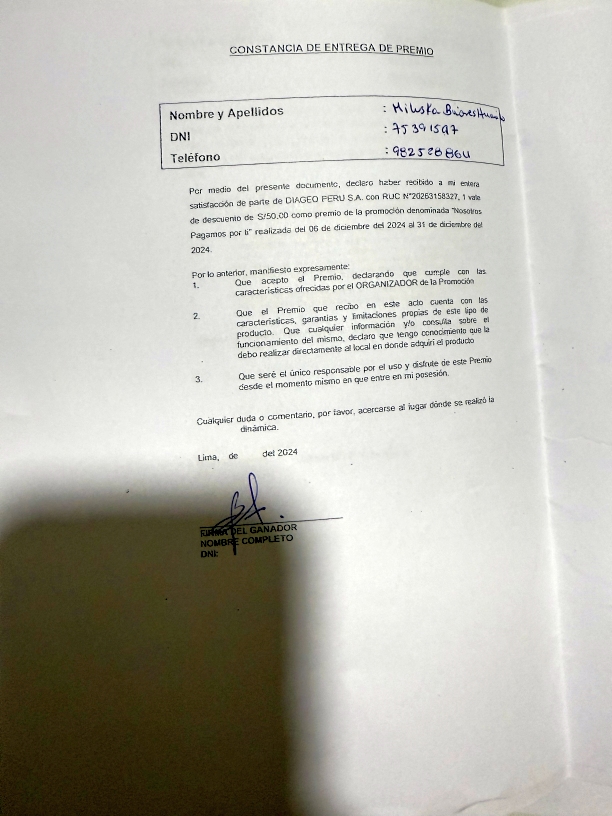 CONSTANCIA DE ENTREGA DE PREMIO
Nombre y Apellidos : Miluska
DNI : 75391597
Teléfono : 982528864
Por medio del presente documento, declaro haber recibido a mi entera
satisfacción de parte de DIAGEO PERU S.A. con RUC N°20263158327, 1 vale
de descuento de S/50.00 como premio de la promoción denominada "Nosotros
Pagamos por ti" realizada del 06 de diciembre del 2024 al 31 de diciembre del
2024.
Por lo anterior, manifiesto expresamente:
1. Que acepto el Premio, declarando que cumple con las
características ofrecidas por el ORGANIZADOR de la Promoción
2. Que el Premio que recibo en este acto cuenta con las
características, garantías y limitaciones propias de este tipo de
producto. Que cualquier información y/o consulta sobre el
funcionamiento del mismo, declaro que tengo conocimiento que la
debo realizar directamente al local en donde adquirí el producto
3. Que seré el único responsable por el uso y disfrute de este Premio
desde el momento mismo en que entre en mi posesión.
Cualquier duda o comentario, por favor, acercarse al lugar dónde se realizó la
dinámica.
Lima, de del 2024
FIRMA DEL GANADOR
NOMBRE COMPLETO
DNI: